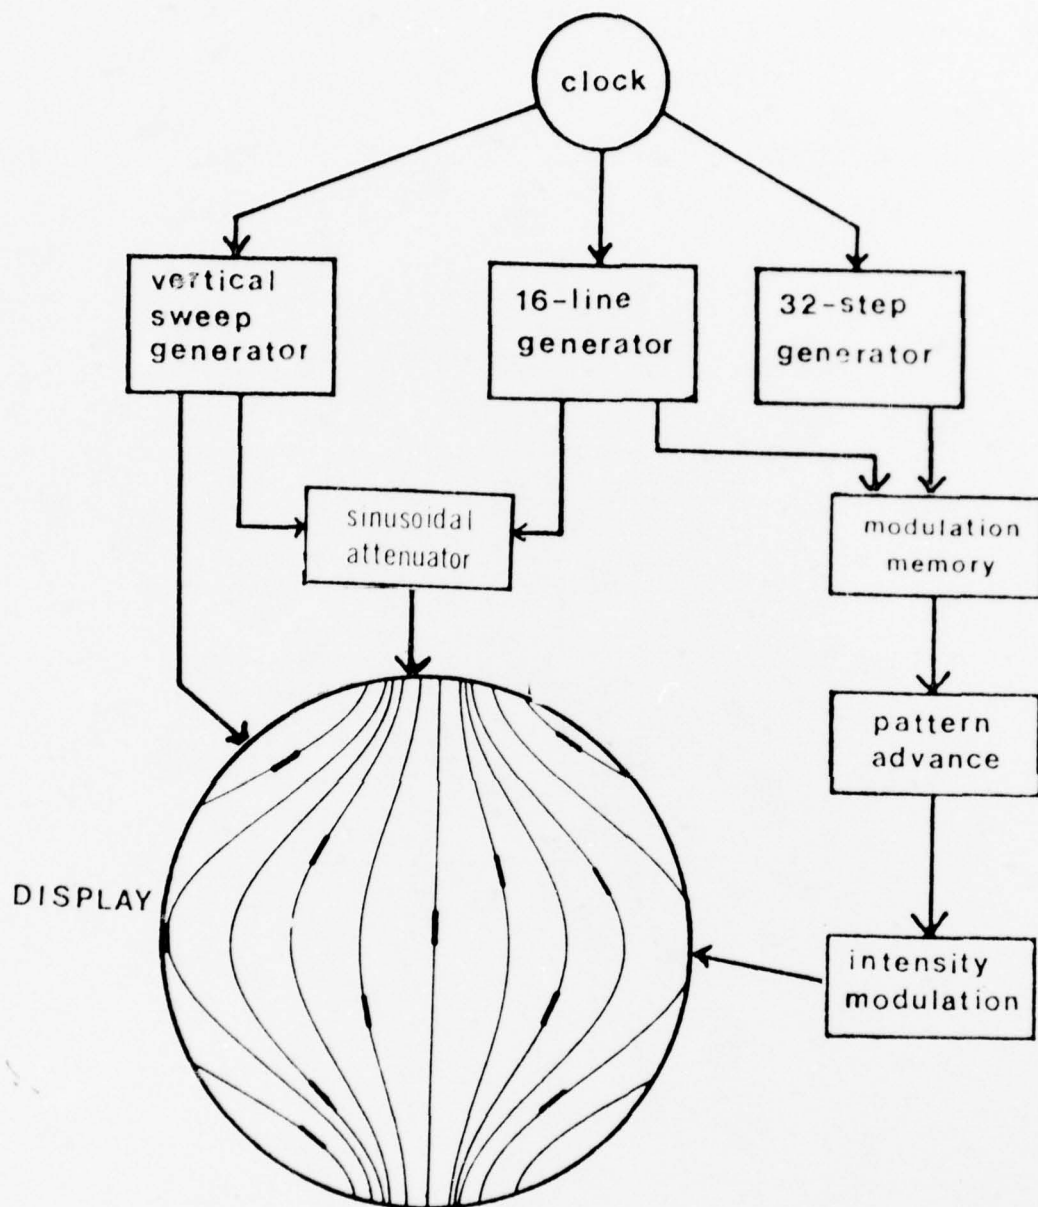 clock
vertical
sweep
generator
16-line
generator
32-step
generator
sinusoidal
attenuator
modulation
memory
pattern
advance
DISPLAY
intensity
modulation